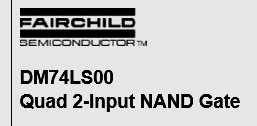 FAIRCHILD
SEMICONDUCTOR™
DM74LS00
Quad 2-Input NAND Gate